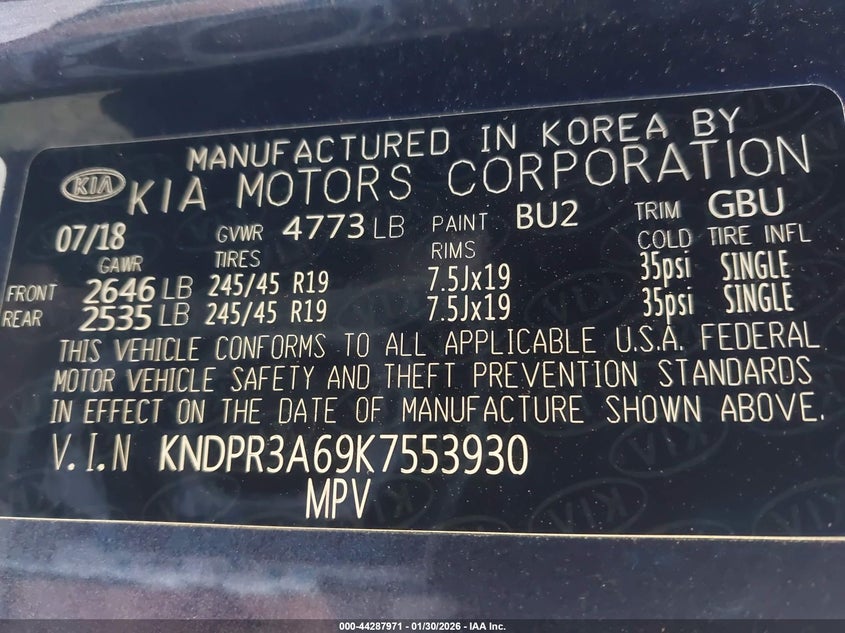 MANUFACTURED IN KOREA BY
KIA KIA MOTORS CORPORATION
07/18 GVWR 4773 LB PAINT BU2 TRIM GBU
GAWR TIRES RIMS COLD TIRE INFL
FRONT 2646 LB 245/45 R19 7.5Jx19 35psi SINGLE
REAR 2535 LB 245/45 R19 7.5Jx19 35psi SINGLE
THIS VEHICLE CONFORMS TO ALL APPLICABLE U.S.A. FEDERAL
MOTOR VEHICLE SAFETY AND THEFT PREVENTION STANDARDS
IN EFFECT ON THE DATE OF MANUFACTURE SHOWN ABOVE.
V.I.N KNDPR3A69K7553930
MPV
000-44287971 - 01/30/2026 - IAA Inc.